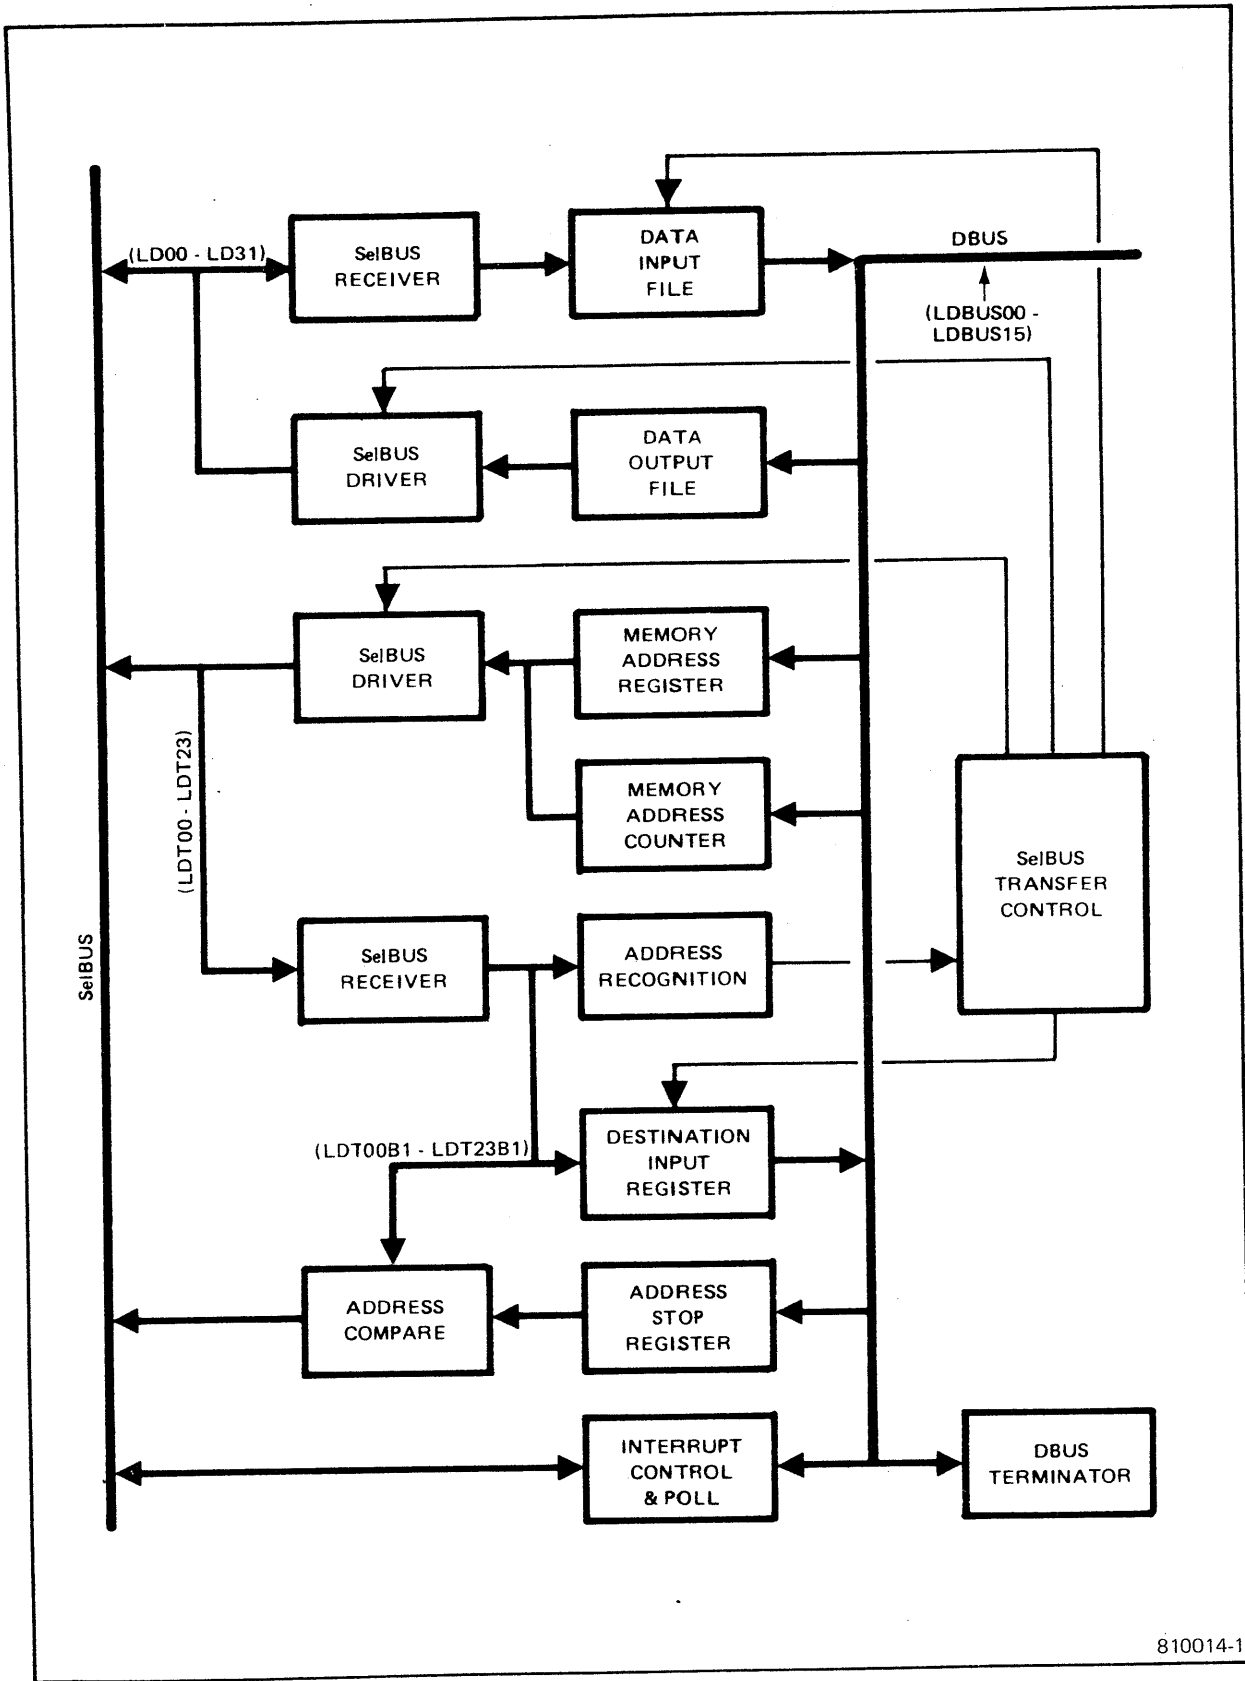 (LD00 - LD31)
SelBUS
RECEIVER
DATA
INPUT
FILE
DBUS
(LDBUS00 -
LDBUS15)
SelBUS
DRIVER
DATA
OUTPUT
FILE
SelBUS
DRIVER
MEMORY
ADDRESS
REGISTER
(LDT00 - LDT23)
MEMORY
ADDRESS
COUNTER
SelBUS
TRANSFER
CONTROL
SelBUS
SelBUS
RECEIVER
ADDRESS
RECOGNITION
(LDT00B1 - LDT23B1)
DESTINATION
INPUT
REGISTER
ADDRESS
COMPARE
ADDRESS
STOP
REGISTER
INTERRUPT
CONTROL
& POLL
DBUS
TERMINATOR
810014-1